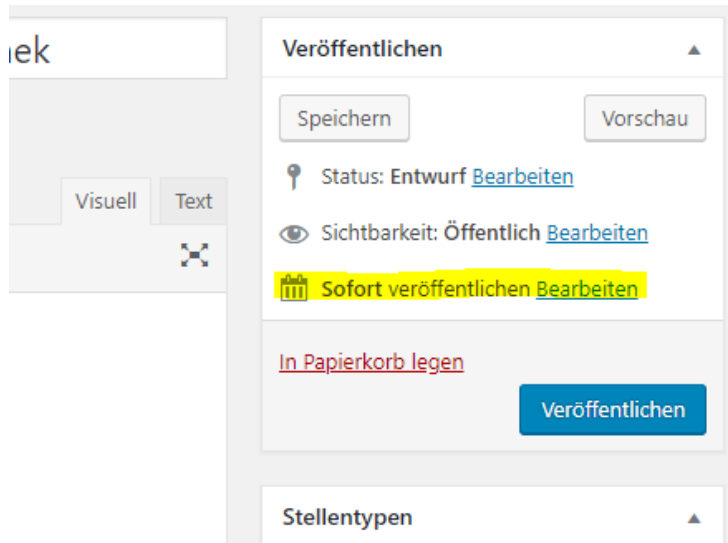 ek
Veröffentlichen
Speichern
Vorschau
Status: Entwurf Bearbeiten
Visuell
Text
Sichtbarkeit: Öffentlich Bearbeiten
Sofort veröffentlichen Bearbeiten
In Papierkorb legen
Veröffentlichen
Stellentypen